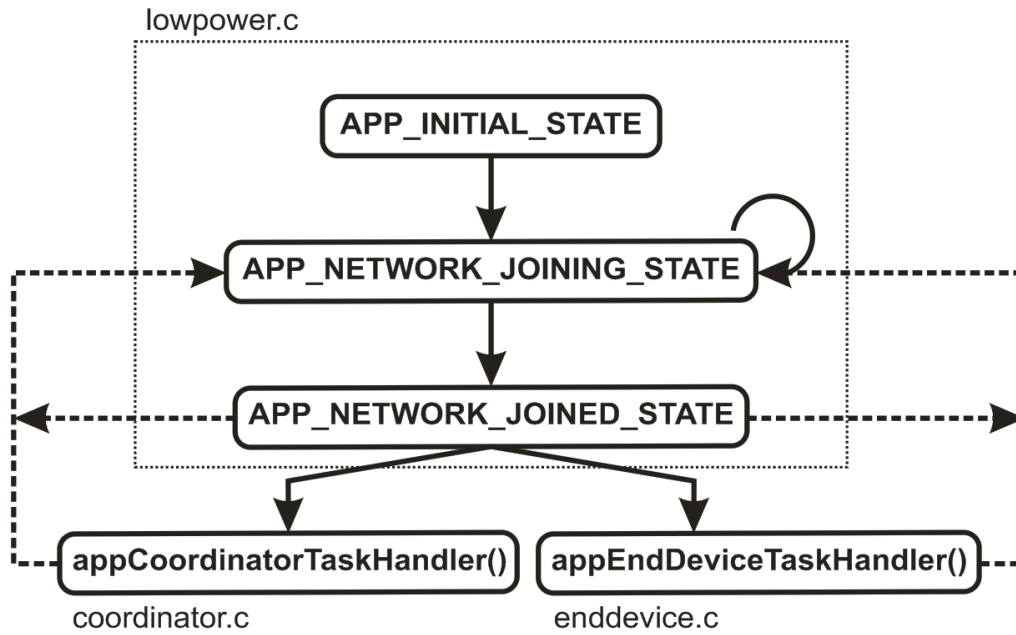 lowpower.c
APP_INITIAL_STATE
APP_NETWORK_JOINING_STATE
APP_NETWORK_JOINED_STATE
appCoordinatorTaskHandler()
appEndDeviceTaskHandler()
coordinator.c
enddevice.c